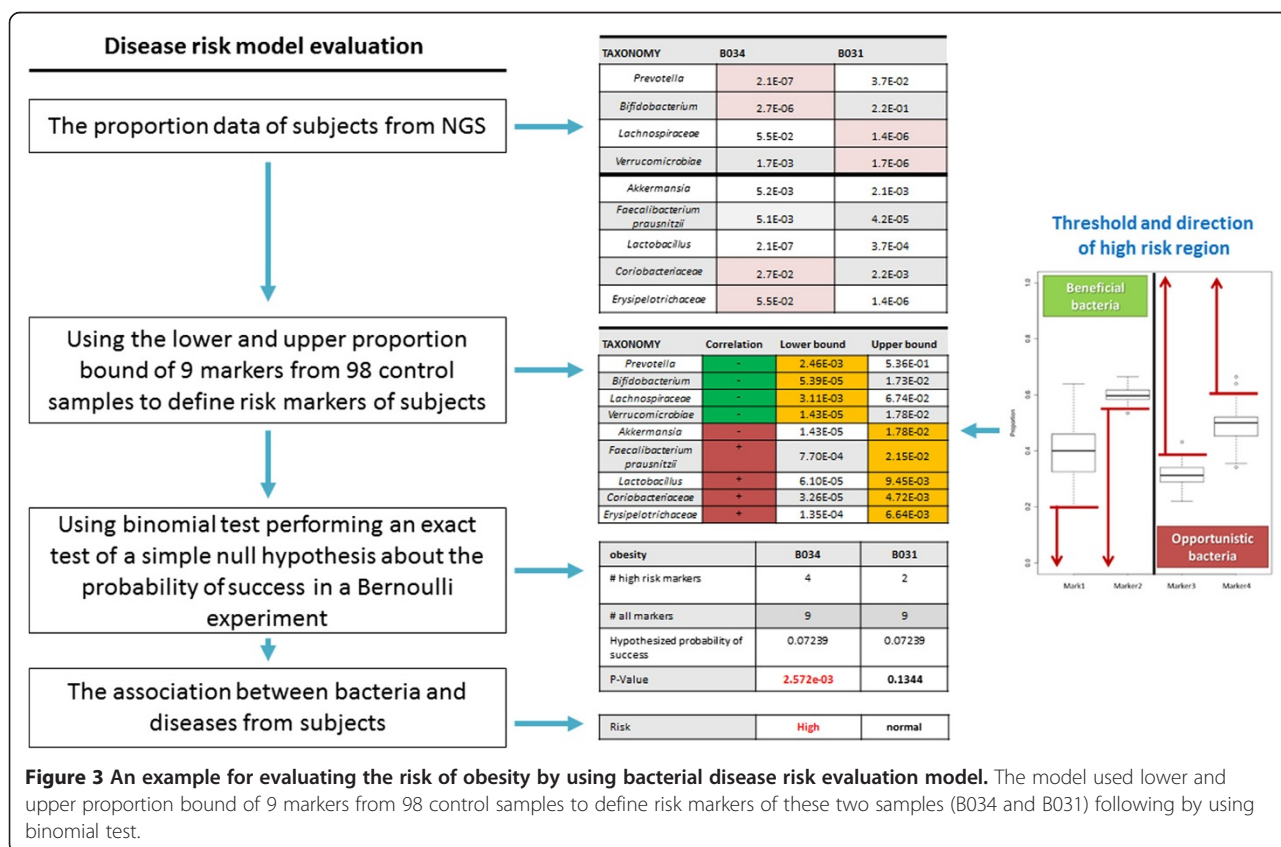 Disease risk model evaluation
The proportion data of subjects from NGS
Using the lower and upper proportion
bound of 9 markers from 98 control
samples to define risk markers of subjects
Using binomial test performing an exact
test of a simple null hypothesis about the
probability of success in a Bernoulli
experiment
The association between bacteria and
diseases from subjects
TAXONOMY B034 B031
Prevotella 2.1E-07 3.7E-02
Bifidobacterium 2.7E-06 2.2E-01
Lachnospiraceae 5.5E-02 1.4E-06
Verrucomicrobiae 1.7E-03 1.7E-06
Akkermansia 5.2E-03 2.1E-03
Faecalibacterium
prausnitzii 5.1E-03 4.2E-05
Lactobacillus 2.1E-07 3.7E-04
Coriobacteriaceae 2.7E-02 2.2E-03
Erysipelotrichaceae 5.5E-02 1.4E-06
TAXONOMY Correlation Lower bound Upper bound
Prevotella - 2.46E-03 5.36E-01
Bifidobacterium - 5.39E-05 1.73E-02
Lachnospiraceae - 3.11E-03 6.74E-02
Verrucomicrobiae - 1.43E-05 1.78E-02
Akkermansia - 1.43E-05 1.78E-02
Faecalibacterium
prausnitzii + 7.70E-04 2.15E-02
Lactobacillus + 6.10E-05 9.45E-03
Coriobacteriaceae + 3.26E-05 4.72E-03
Erysipelotrichaceae + 1.35E-04 6.64E-03
obesity B034 B031
# high risk markers 4 2
# all markers 9 9
Hypothesized probability of
success 0.07239 0.07239
P-Value 2.572e-03 0.1344
Risk High normal
Threshold and direction
of high risk region
Beneficial
bacteria
Opportunistic
bacteria
Proportion
1.0
0.8
0.6
0.4
0.2
0.0
Mark1 Marker2 Marker3 Marker4
Figure 3 An example for evaluating the risk of obesity by using bacterial disease risk evaluation model. The model used lower and
upper proportion bound of 9 markers from 98 control samples to define risk markers of these two samples (B034 and B031) following by using
binomial test.